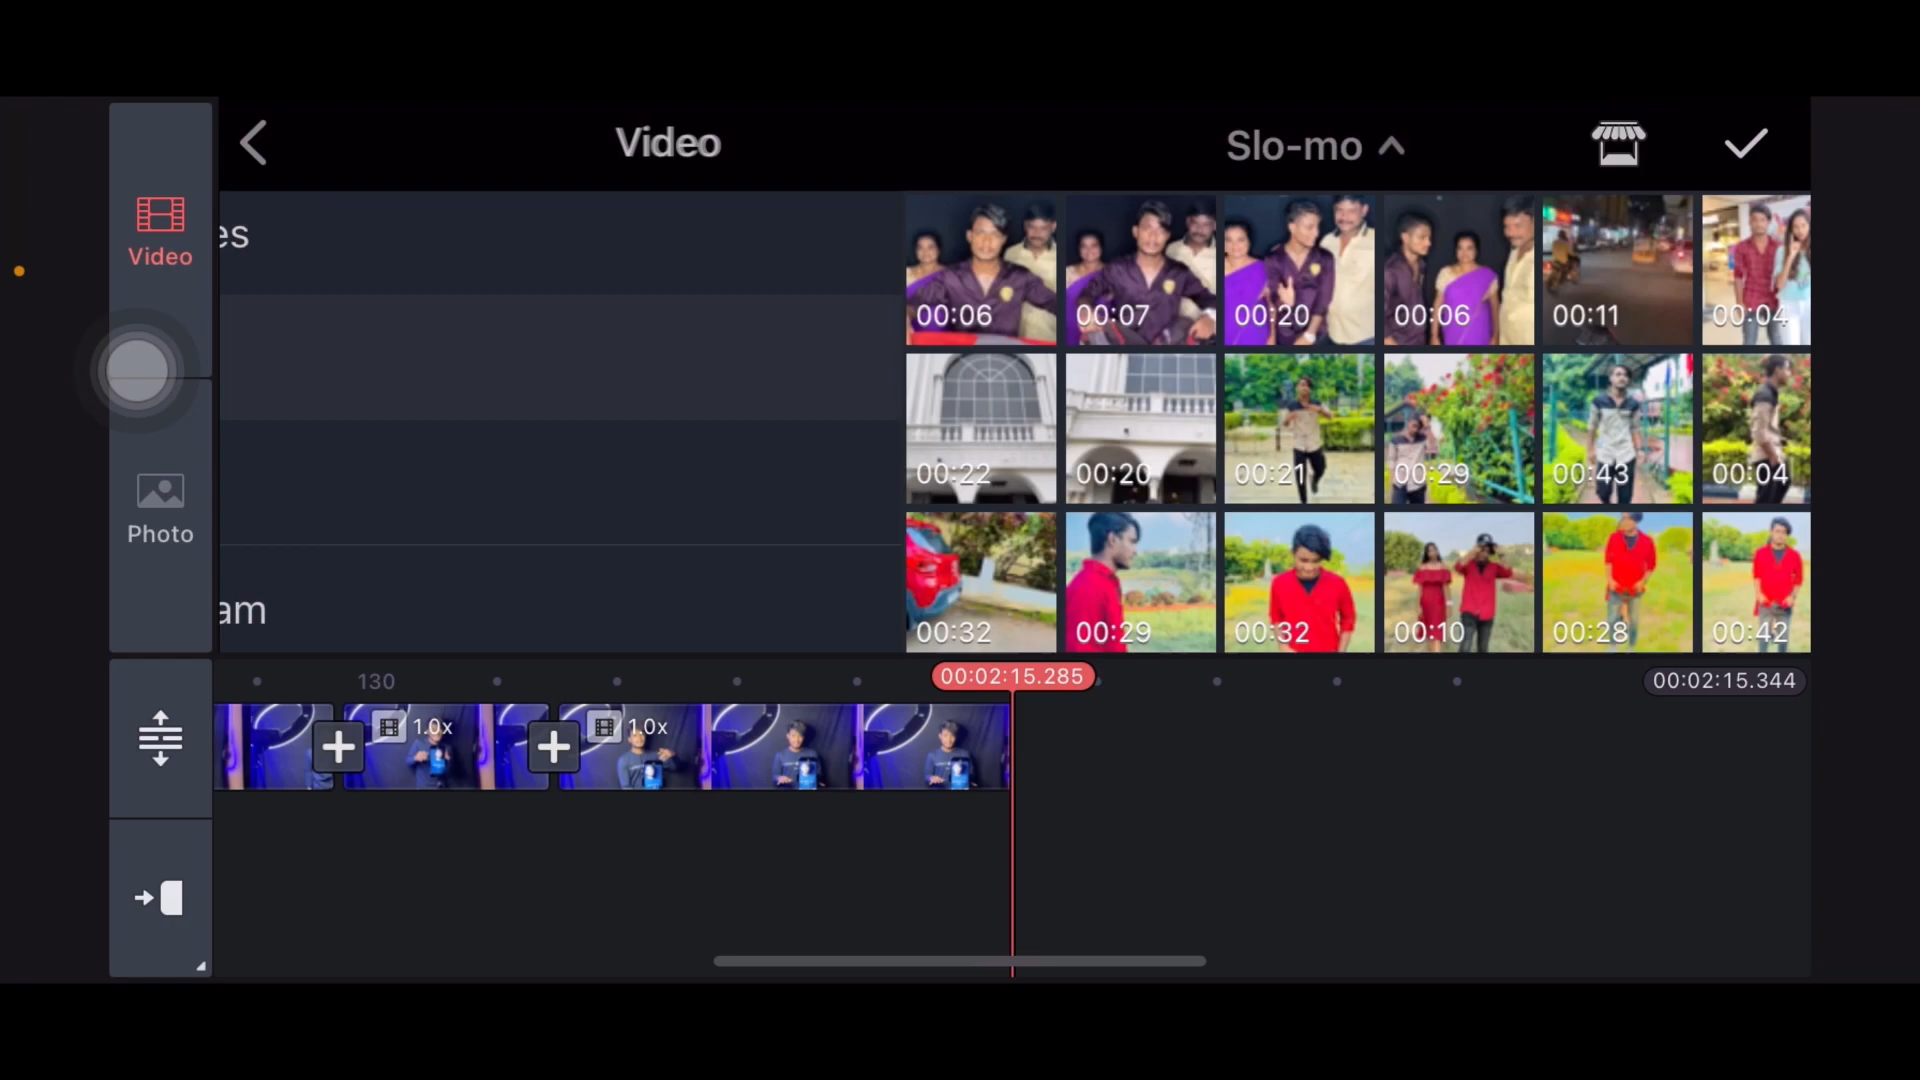 Video
Slo-mo
Video
Photo
es
am
00:06
00:07
00:20
00:06
00:11
00:04
00:22
00:20
00:21
00:29
00:43
00:04
00:32
00:29
00:32
00:10
00:28
00:42
130
00:02:15.285
00:02:15.344
1.0x
1.0x